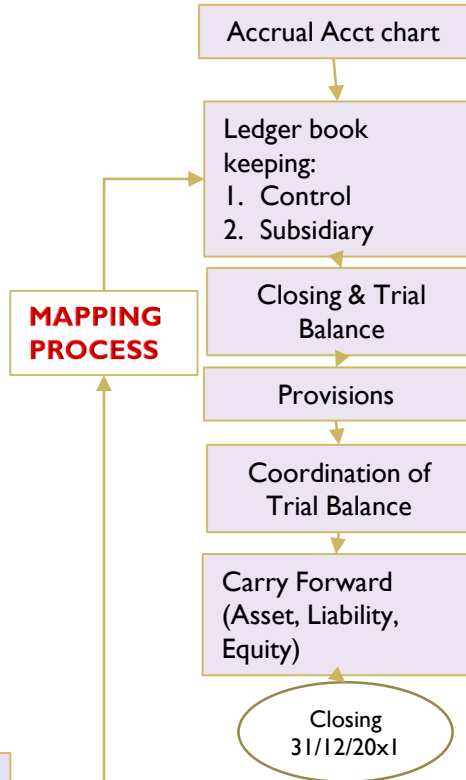 Accrual Acct chart
Ledger book
keeping:
1. Control
2. Subsidiary
MAPPING
PROCESS
Closing & Trial
Balance
Provisions
Coordination of
Trial Balance
Carry Forward
(Asset, Liability,
Equity)
Closing
31/12/20x1